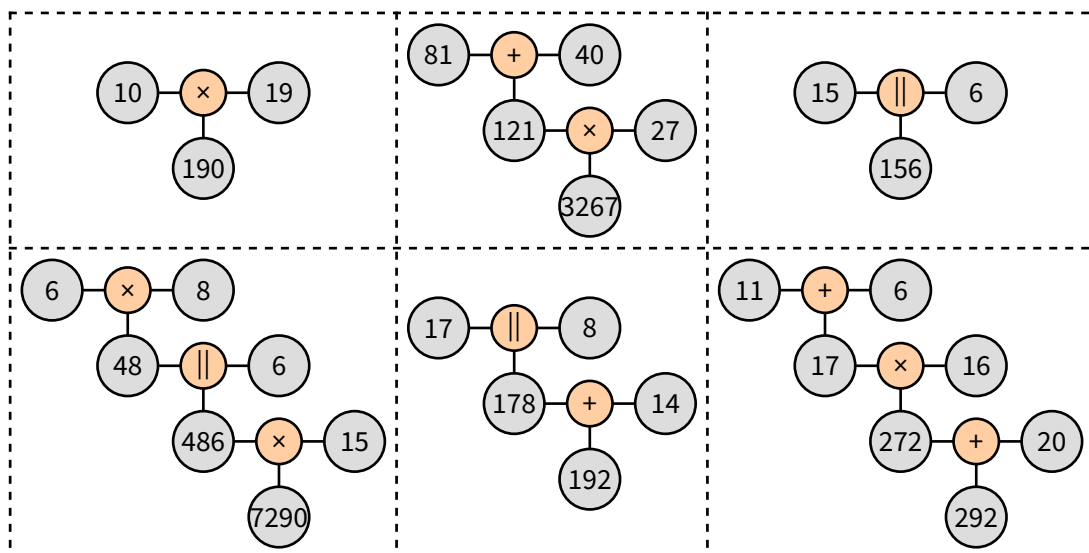 10 × 19
190
81 + 40
121 × 27
3267
15 || 6
156
6 × 8
48 || 6
486 × 15
7290
17 || 8
178 + 14
192
11 + 6
17 × 16
272 + 20
292